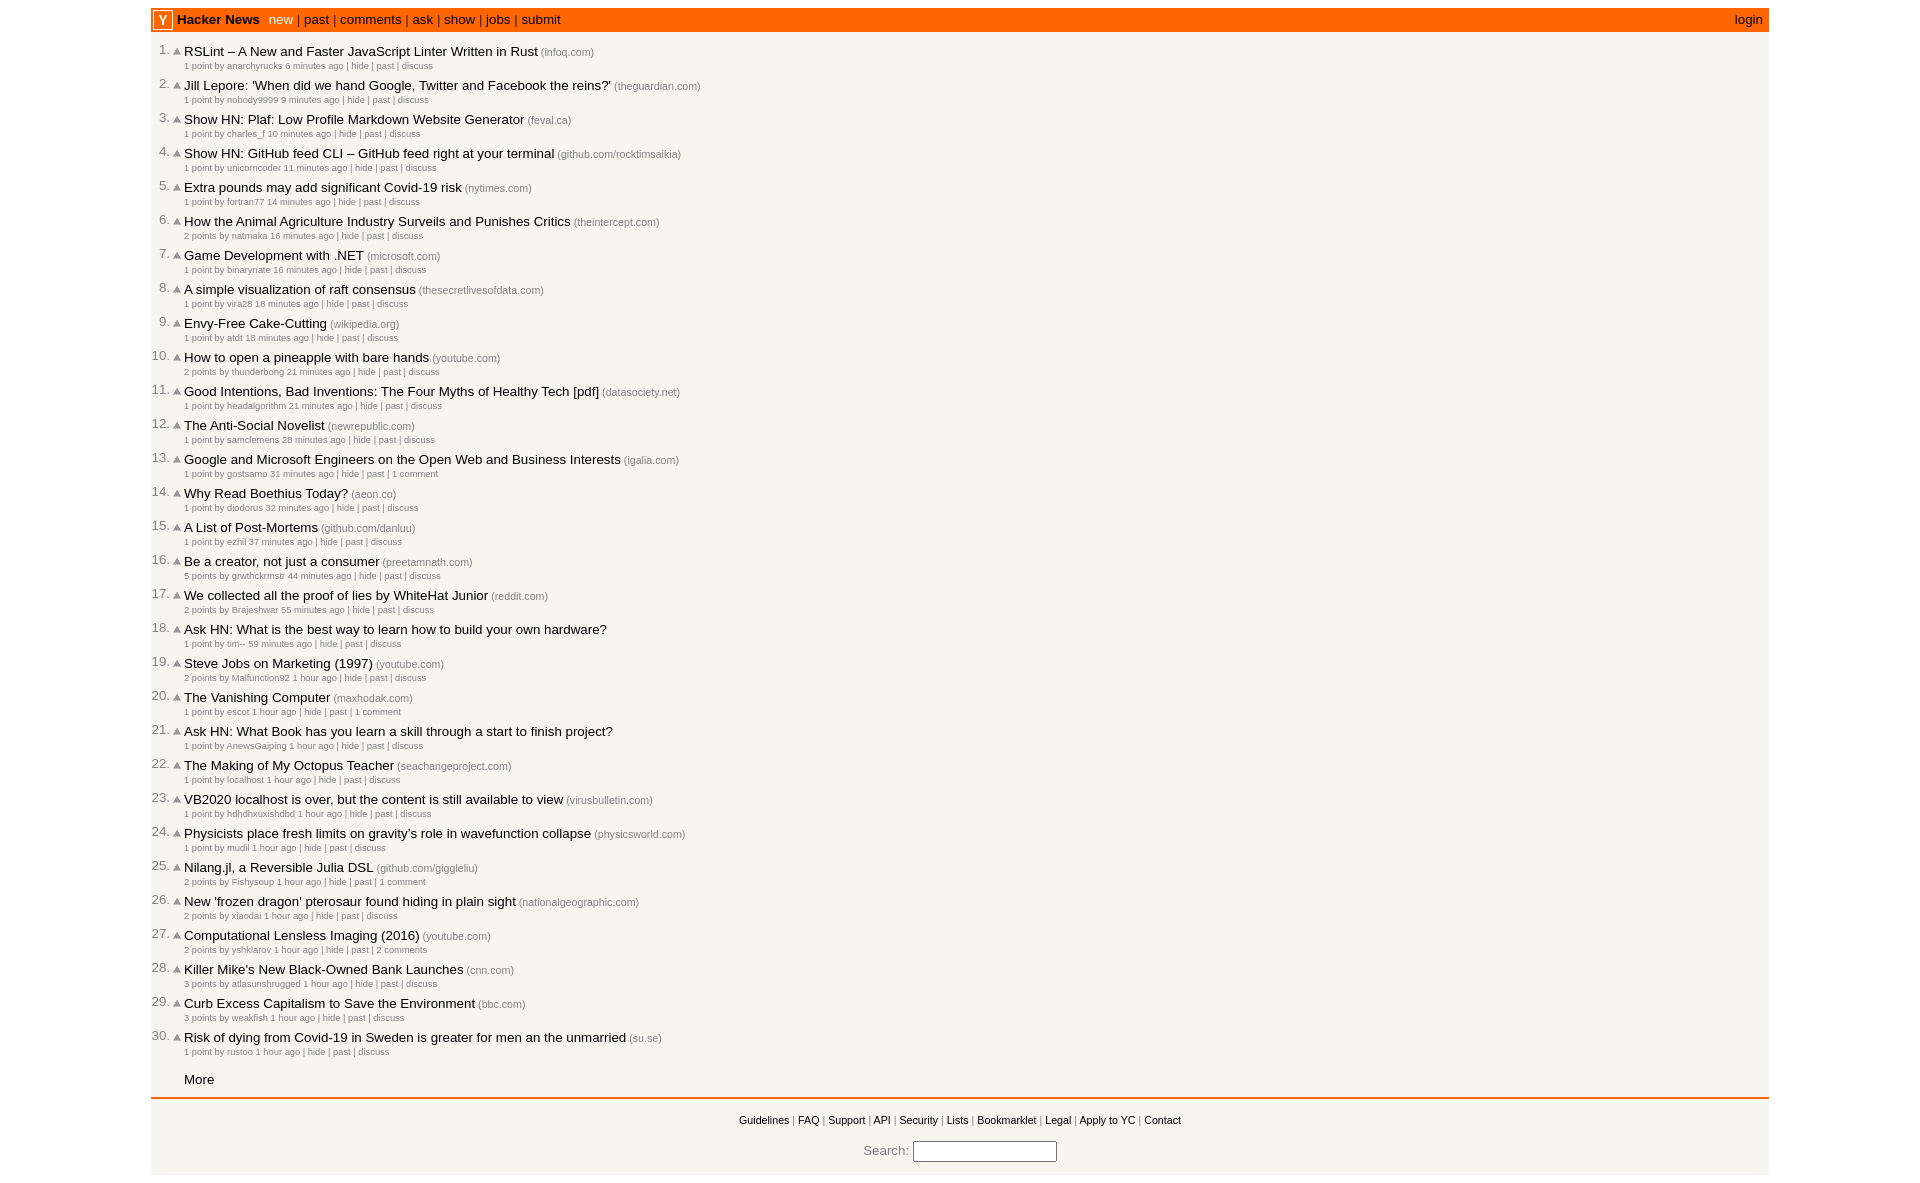 Y Hacker News new | past | comments | ask | show | jobs | submit login
1. RSLint – A New and Faster JavaScript Linter Written in Rust (infoq.com)
1 point by anarchyrucks 6 minutes ago | hide | past | discuss
2. Jill Lepore: 'When did we hand Google, Twitter and Facebook the reins?' (theguardian.com)
1 point by nobody9999 9 minutes ago | hide | past | discuss
3. Show HN: Plaf: Low Profile Markdown Website Generator (feval.ca)
1 point by charles_f 10 minutes ago | hide | past | discuss
4. Show HN: GitHub feed CLI – GitHub feed right at your terminal (github.com/rocktimsaikia)
1 point by unicorncoder 11 minutes ago | hide | past | discuss
5. Extra pounds may add significant Covid-19 risk (nytimes.com)
1 point by fortran77 14 minutes ago | hide | past | discuss
6. How the Animal Agriculture Industry Surveils and Punishes Critics (theintercept.com)
2 points by natmaka 16 minutes ago | hide | past | discuss
7. Game Development with .NET (microsoft.com)
1 point by binarynate 16 minutes ago | hide | past | discuss
8. A simple visualization of raft consensus (thesecretlivesofdata.com)
1 point by vira28 18 minutes ago | hide | past | discuss
9. Envy-Free Cake-Cutting (wikipedia.org)
1 point by atdt 18 minutes ago | hide | past | discuss
10. How to open a pineapple with bare hands (youtube.com)
2 points by thunderbong 21 minutes ago | hide | past | discuss
11. Good Intentions, Bad Inventions: The Four Myths of Healthy Tech [pdf] (datasociety.net)
1 point by headalgorithm 21 minutes ago | hide | past | discuss
12. The Anti-Social Novelist (newrepublic.com)
1 point by samclemens 28 minutes ago | hide | past | discuss
13. Google and Microsoft Engineers on the Open Web and Business Interests (igalia.com)
1 point by gostsamo 31 minutes ago | hide | past | 1 comment
14. Why Read Boethius Today? (aeon.co)
1 point by diodorus 32 minutes ago | hide | past | discuss
15. A List of Post-Mortems (github.com/danluu)
1 point by ezhil 37 minutes ago | hide | past | discuss
16. Be a creator, not just a consumer (preetamnath.com)
5 points by grwthckrmstr 44 minutes ago | hide | past | discuss
17. We collected all the proof of lies by WhiteHat Junior (reddit.com)
2 points by Brajeshwar 55 minutes ago | hide | past | discuss
18. Ask HN: What is the best way to learn how to build your own hardware?
1 point by tim-- 59 minutes ago | hide | past | discuss
19. Steve Jobs on Marketing (1997) (youtube.com)
2 points by Malfunction92 1 hour ago | hide | past | discuss
20. The Vanishing Computer (maxhodak.com)
1 point by escot 1 hour ago | hide | past | 1 comment
21. Ask HN: What Book has you learn a skill through a start to finish project?
1 point by AnewsGaiping 1 hour ago | hide | past | discuss
22. The Making of My Octopus Teacher (seachangeproject.com)
1 point by localhost 1 hour ago | hide | past | discuss
23. VB2020 localhost is over, but the content is still available to view (virusbulletin.com)
1 point by hdhdhxuxishdbd 1 hour ago | hide | past | discuss
24. Physicists place fresh limits on gravity's role in wavefunction collapse (physicsworld.com)
1 point by mudil 1 hour ago | hide | past | discuss
25. Nilang.jl, a Reversible Julia DSL (github.com/giggleliu)
2 points by Fishysoup 1 hour ago | hide | past | 1 comment
26. New 'frozen dragon' pterosaur found hiding in plain sight (nationalgeographic.com)
2 points by xiaodai 1 hour ago | hide | past | discuss
27. Computational Lensless Imaging (2016) (youtube.com)
2 points by yshklarov 1 hour ago | hide | past | 2 comments
28. Killer Mike's New Black-Owned Bank Launches (cnn.com)
3 points by atlasunshrugged 1 hour ago | hide | past | discuss
29. Curb Excess Capitalism to Save the Environment (bbc.com)
3 points by weakfish 1 hour ago | hide | past | discuss
30. Risk of dying from Covid-19 in Sweden is greater for men an the unmarried (su.se)
1 point by rustoo 1 hour ago | hide | past | discuss
More
Guidelines | FAQ | Support | API | Security | Lists | Bookmarklet | Legal | Apply to YC | Contact
Search: